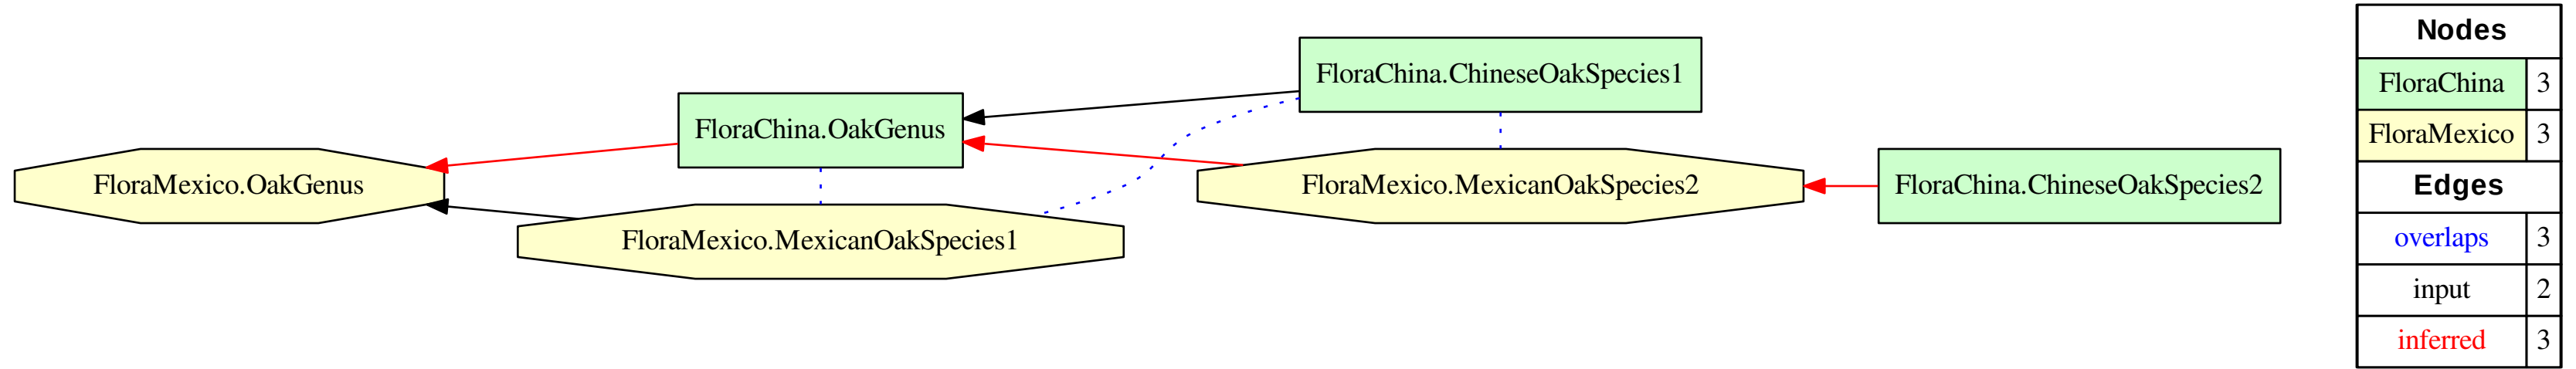 FloraChina.ChineseOakSpecies1
FloraChina.OakGenus
FloraMexico.OakGenus
FloraMexico.MexicanOakSpecies2
FloraChina.ChineseOakSpecies2
FloraMexico.MexicanOakSpecies1
Nodes
FloraChina 3
FloraMexico 3
Edges
overlaps 3
input 2
inferred 3